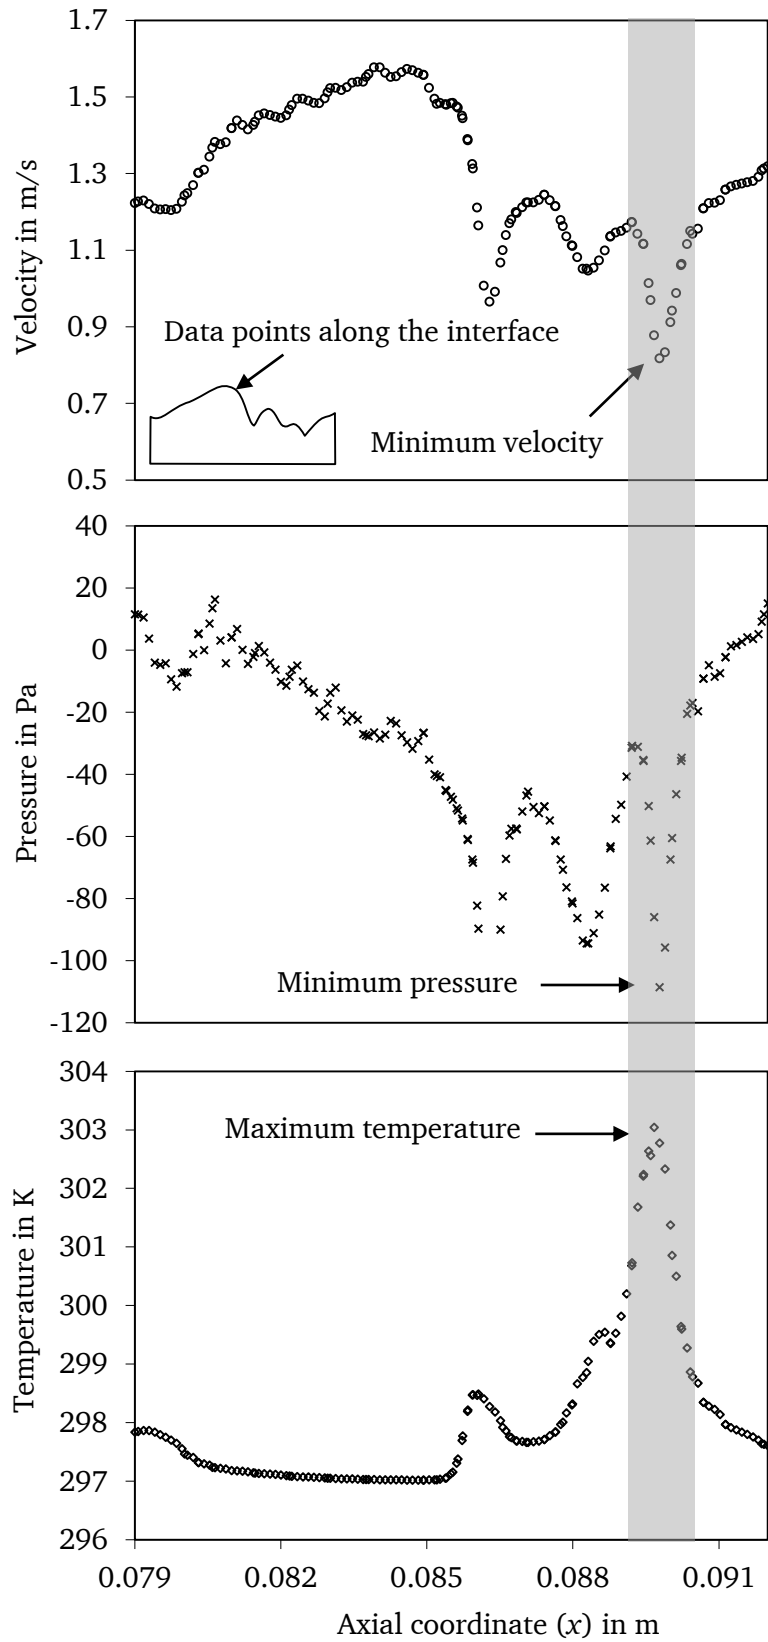 1.7
1.5
1.3
1.1
0.9
0.7
0.5
Velocity in m/s
Data points along the interface
Minimum velocity
40
20
0
-20
-40
-60
-80
-100
-120
Pressure in Pa
Minimum pressure
304
303
302
301
300
299
298
297
296
Temperature in K
Maximum temperature
0.079 0.082 0.085 0.088 0.091
Axial coordinate (x) in m